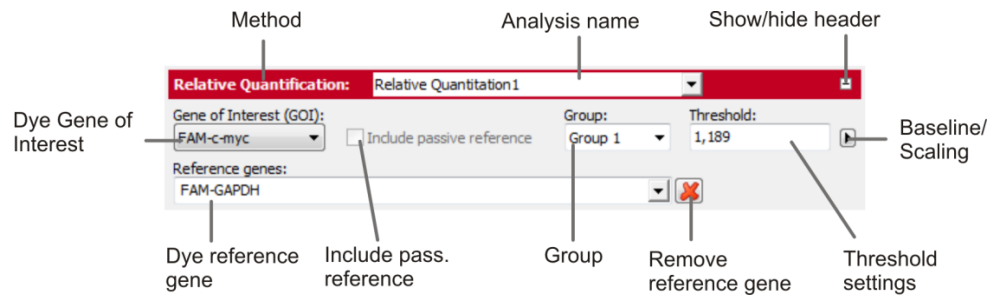 Method
Analysis name
Show/hide header
Relative Quantification:
Relative Quantitation1
Dye Gene of
Interest
Gene of Interest (GOI):
FAM-c-myc
Include passive reference
Group:
Group 1
Threshold:
1,189
Baseline/
Scaling
Reference genes:
FAM-GAPDH
Dye reference
gene
Include pass.
reference
Group
Remove
reference gene
Threshold
settings